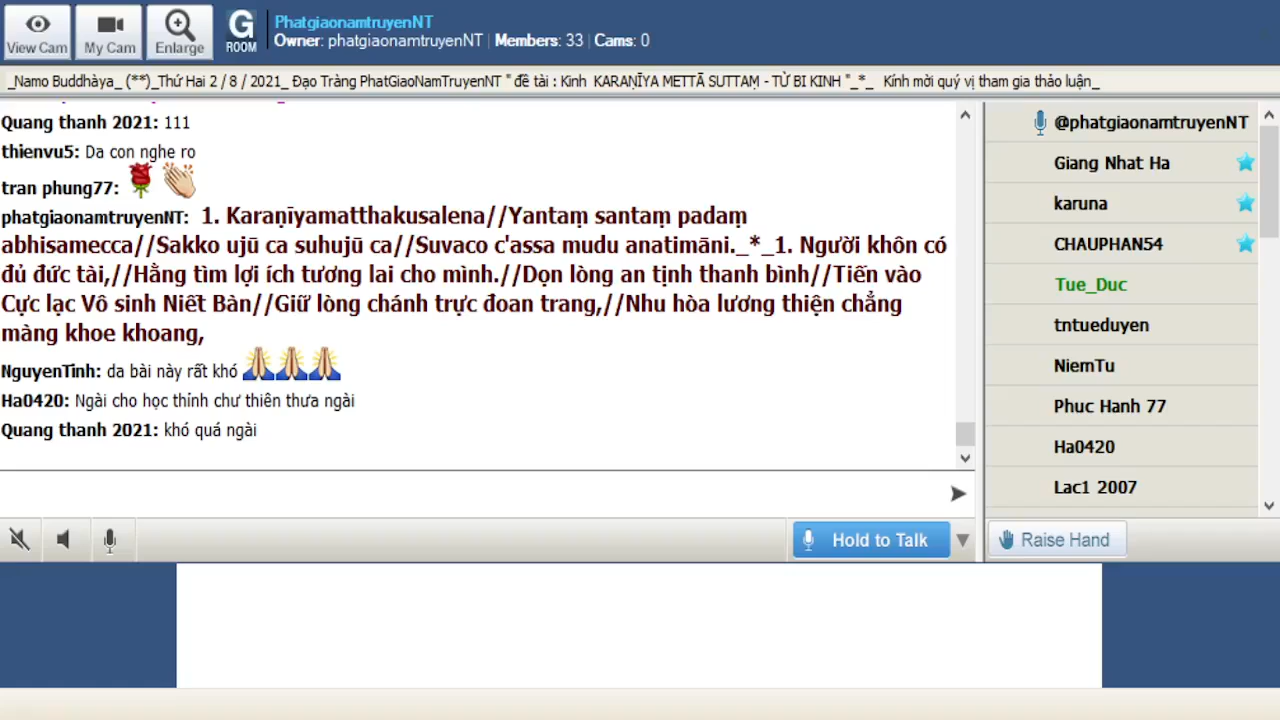 View Cam
My Cam
Enlarge
G
ROOM
PhatgiaonamtruyenNT
Owner: phatgiaonamtruyenNT | Members: 33 | Cams: 0
_Namo Buddhàya_ (**)_Thứ Hai 2 / 8 / 2021_ Đạo Tràng PhatGiaoNamTruyenNT " đề tài : Kinh KARAṆĪYA METTĀ SUTTAṂ - TỪ BI KINH "_*_ Kính mời quý vị tham gia thảo luận_
Quang thanh 2021: 111
thienvu5: Da con nghe ro
tran phung77:
phatgiaonamtruyenNT: 1. Karaṇīyamatthakusalena//Yantaṃ santaṃ padaṃ
abhisamecca//Sakko ujū ca suhujū ca//Suvaco c'assa mudu anatimāni._*_1. Người khôn có
đủ đức tài,//Hằng tìm lợi ích tương lai cho mình.//Dọn lòng an tịnh thanh bình//Tiến vào
Cực lạc Vô sinh Niết Bàn//Giữ lòng chánh trực đoan trang,//Nhu hòa lương thiện chẳng
màng khoe khoang,
NguyenTinh: da bài này rất khó
Ha0420: Ngài cho học thỉnh chư thiên thưa ngài
Quang thanh 2021: khó quá ngài
@phatgiaonamtruyenNT
Giang Nhat Ha
karuna
CHAUPHAN54
Tue_Duc
tntueduyen
NiemTu
Phuc Hanh 77
Ha0420
Lac1 2007
Hold to Talk
Raise Hand